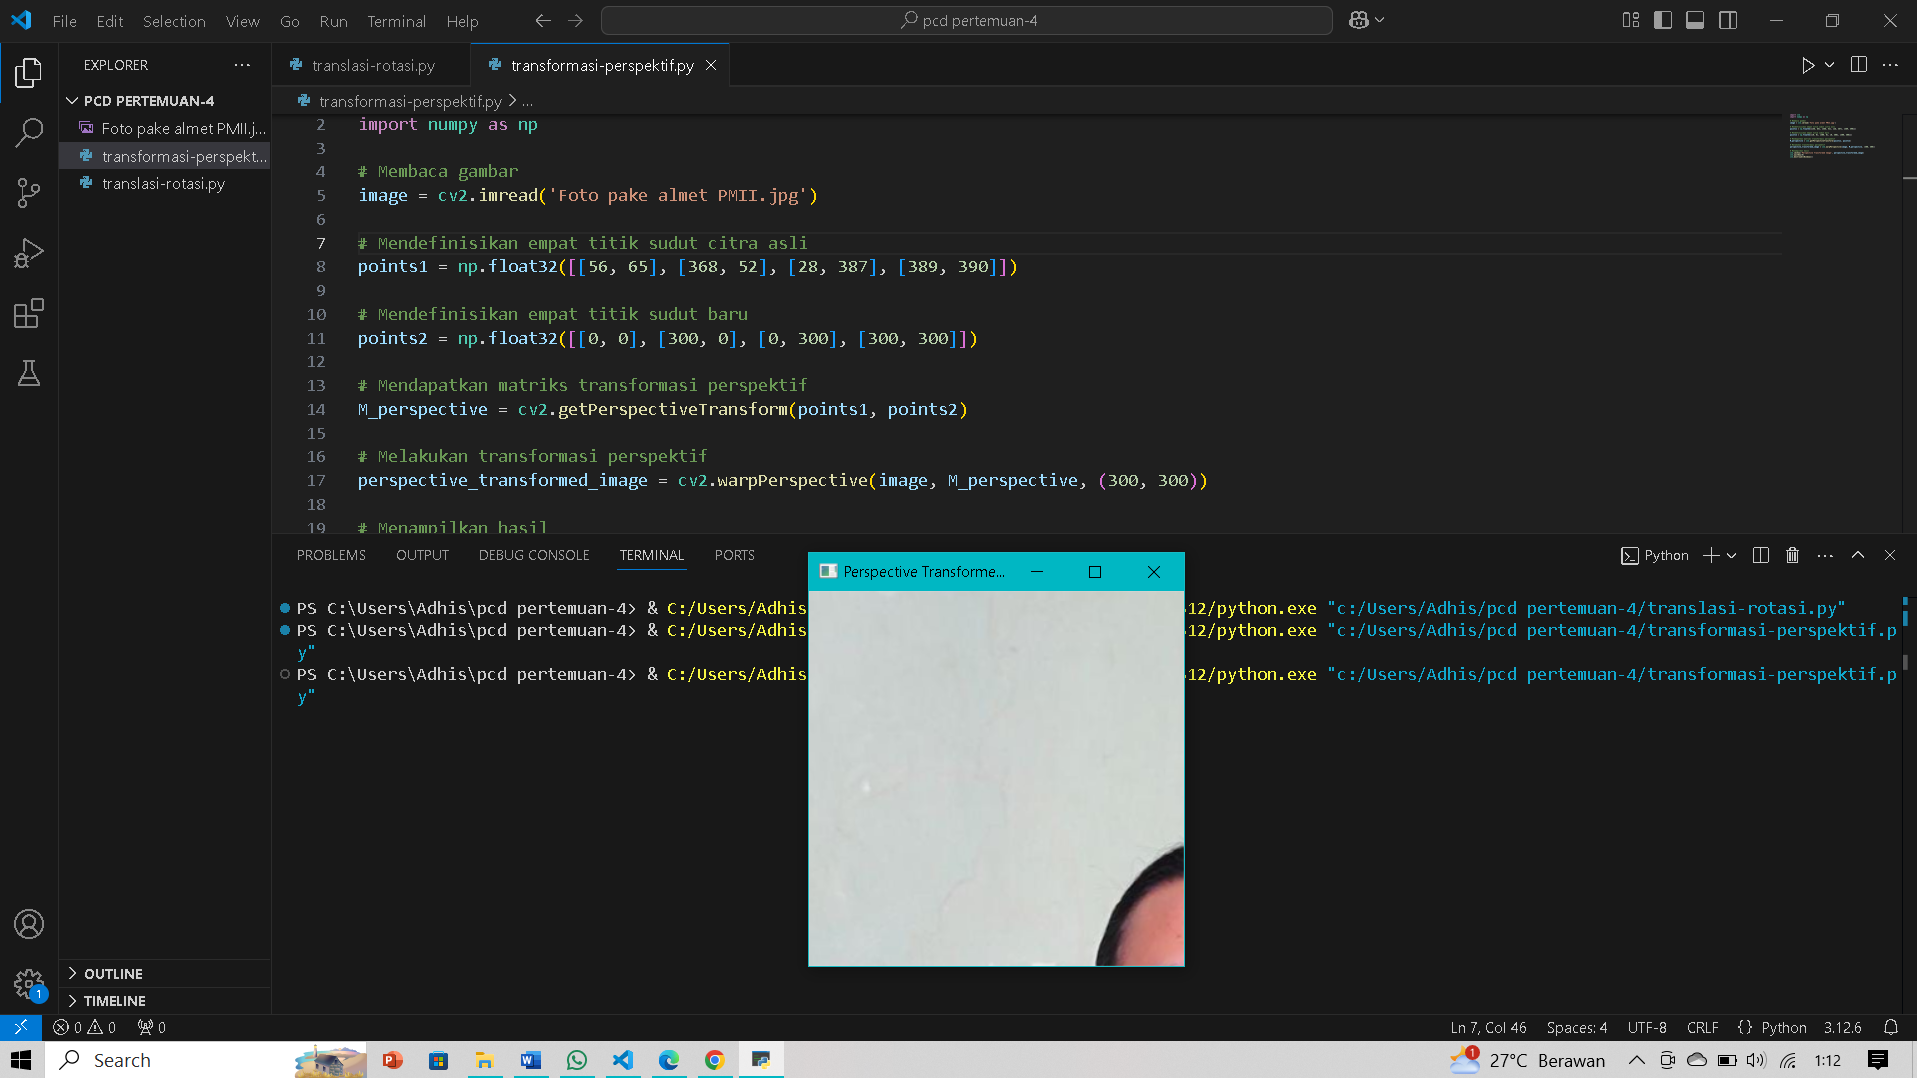 File Edit Selection View Go Run Terminal Help
pcd pertemuan-4
EXPLORER
PCD PERTEMUAN-4
Foto pake almet PMII.j...
transformasi-perspekt...
translasi-rotasi.py
translasi-rotasi.py
transformasi-perspektif.py
transformasi-perspektif.py > ...
2 import numpy as np
3
4 # Membaca gambar
5 image = cv2.imread('Foto pake almet PMII.jpg')
6
7 # Mendefinisikan empat titik sudut citra asli
8 points1 = np.float32([[56, 65], [368, 52], [28, 387], [389, 390]])
9
10 # Mendefinisikan empat titik sudut baru
11 points2 = np.float32([[0, 0], [300, 0], [0, 300], [300, 300]])
12
13 # Mendapatkan matriks transformasi perspektif
14 M_perspective = cv2.getPerspectiveTransform(points1, points2)
15
16 # Melakukan transformasi perspektif
17 perspective_transformed_image = cv2.warpPerspective(image, M_perspective, (300, 300))
18
19 # Menampilkan hasil
PROBLEMS OUTPUT DEBUG CONSOLE TERMINAL PORTS
Python
Perspective Transforme...
PS C:\Users\Adhis\pcd pertemuan-4> & C:/Users/Adhis 12/python.exe "c:/Users/Adhis/pcd pertemuan-4/translasi-rotasi.py"
PS C:\Users\Adhis\pcd pertemuan-4> & C:/Users/Adhis 12/python.exe "c:/Users/Adhis/pcd pertemuan-4/transformasi-perspektif.p
y"
PS C:\Users\Adhis\pcd pertemuan-4> & C:/Users/Adhis 12/python.exe "c:/Users/Adhis/pcd pertemuan-4/transformasi-perspektif.p
y"
OUTLINE
TIMELINE
1
0 0 0
Ln 7, Col 46 Spaces: 4 UTF-8 CRLF {} Python 3.12.6
Search
1 27°C Berawan 1:12